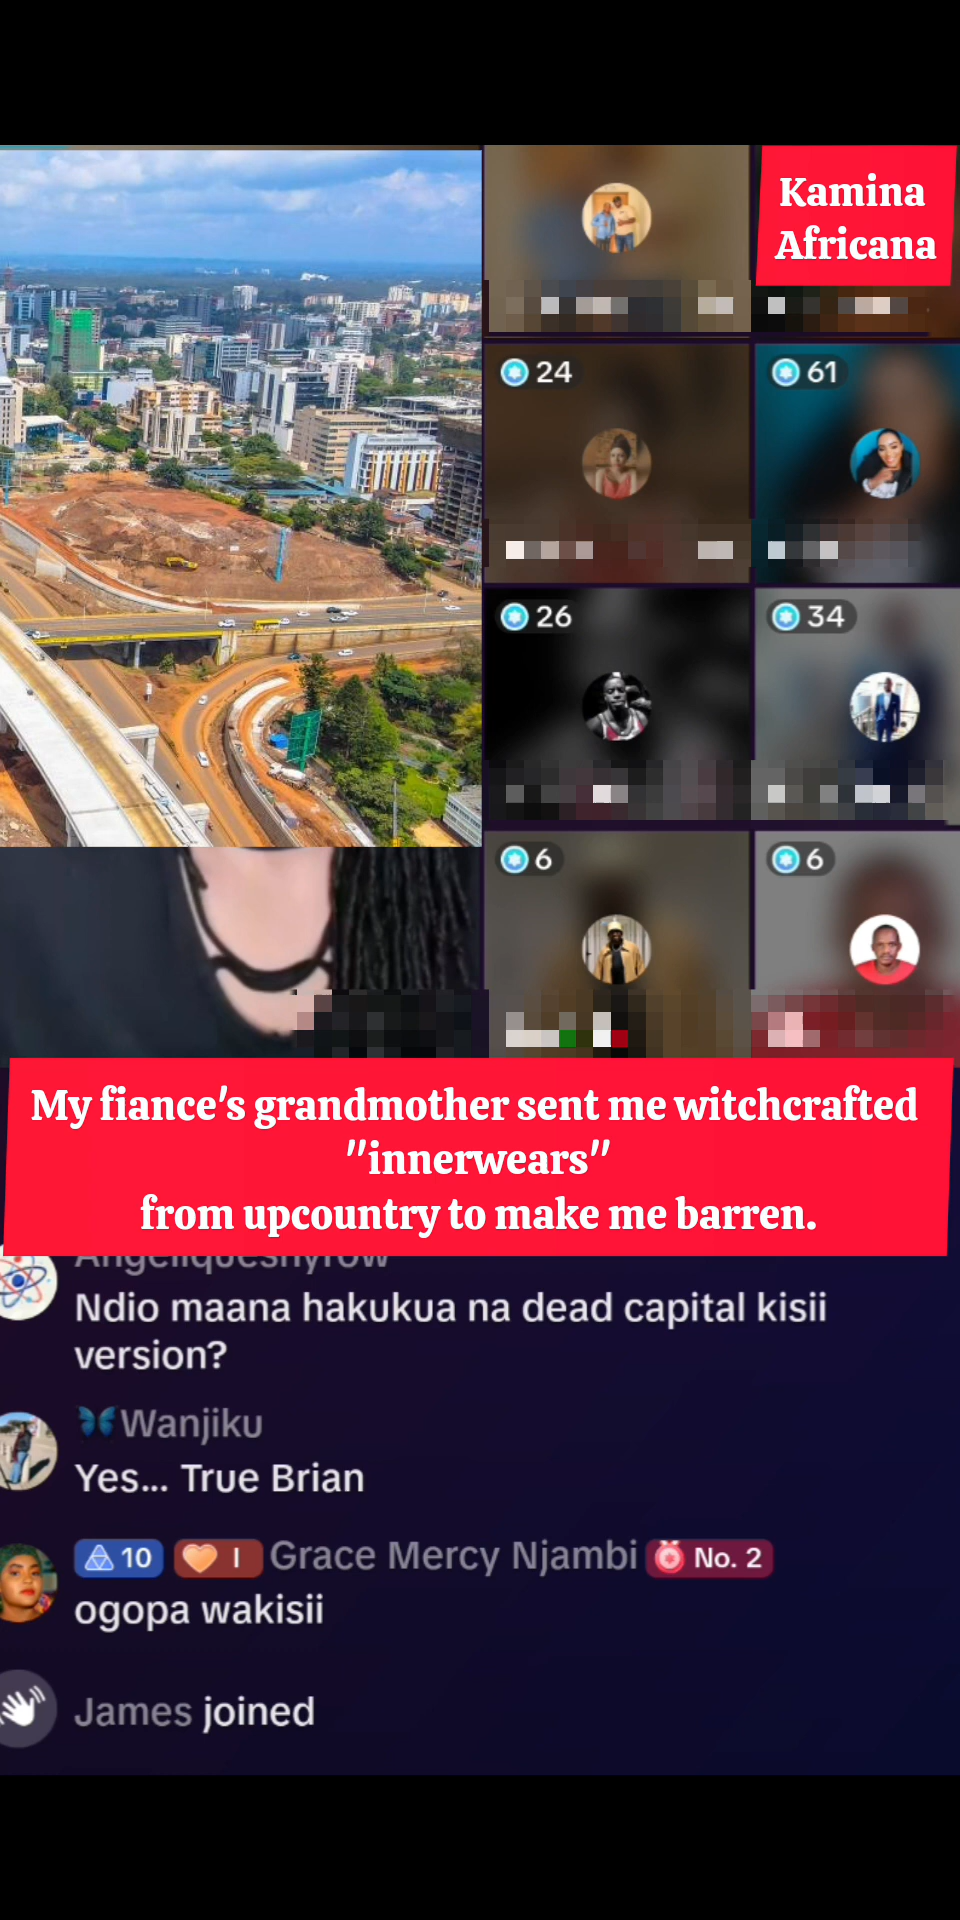 Kamina
Africana
24
61
26
34
6
6
My fiance's grandmother sent me witchcrafted
"innerwears"
from upcountry to make me barren.
Angeliqueshyrow
Ndio maana hakukua na dead capital kisii
version?
Wanjiku
Yes... True Brian
10 I Grace Mercy Njambi No. 2
ogopa wakisii
James joined